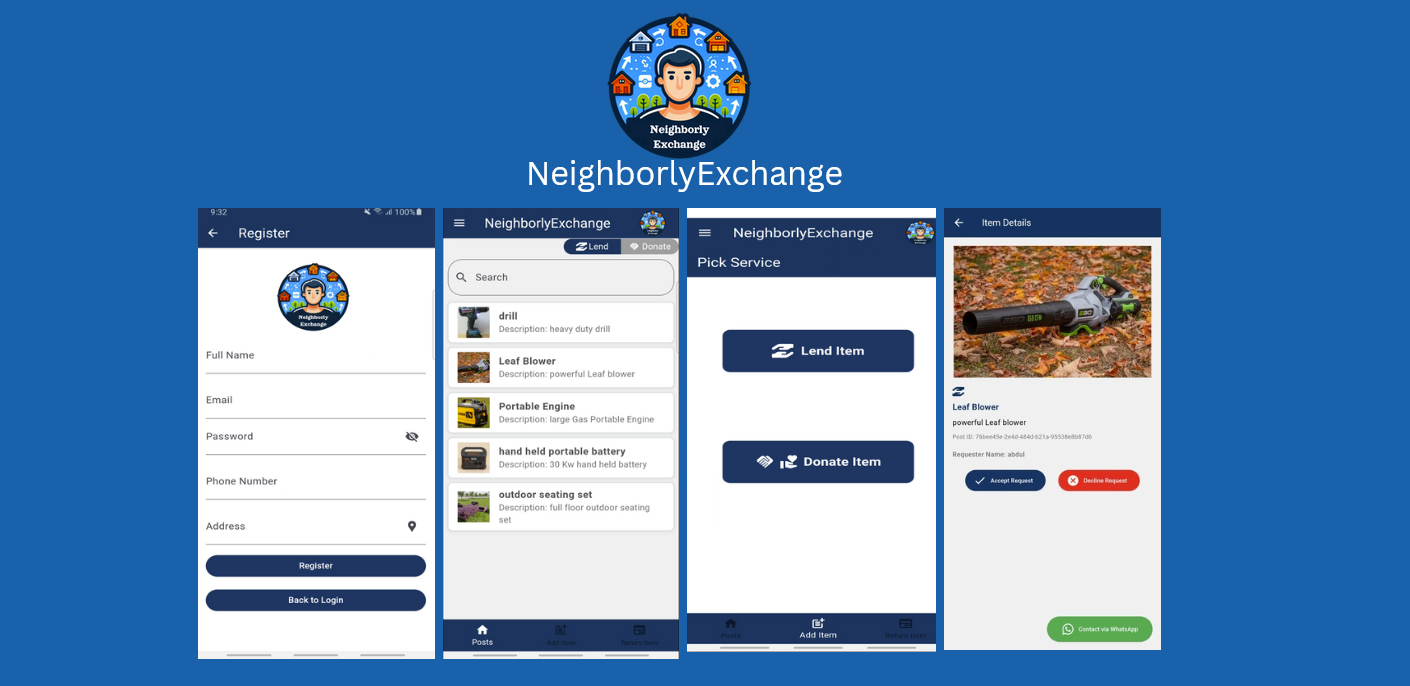 Neighborly
Exchange
NeighborlyExchange
9:32
100%
Register
Neighborly
Exchange
Full Name
Email
Password
Phone Number
Address
Register
Back to Login
NeighborlyExchange
Lend
Donate
Search
drill
Description: heavy duty drill
Leaf Blower
Description: powerful Leaf blower
Portable Engine
Description: large Gas Portable Engine
hand held portable battery
Description: 30 Kw hand held battery
outdoor seating set
Description: full floor outdoor seating
set
Posts
Add Item
Return Item
NeighborlyExchange
Pick Service
Lend Item
Donate Item
Posts
Add Item
Return Item
Item Details
EGO
Leaf Blower
powerful Leaf blower
Post ID: 76bee45e-2e4d-484d-b21a-95538e8b87d6
Requester Name: abdul
Accept Request
Decline Request
Contact via WhatsApp